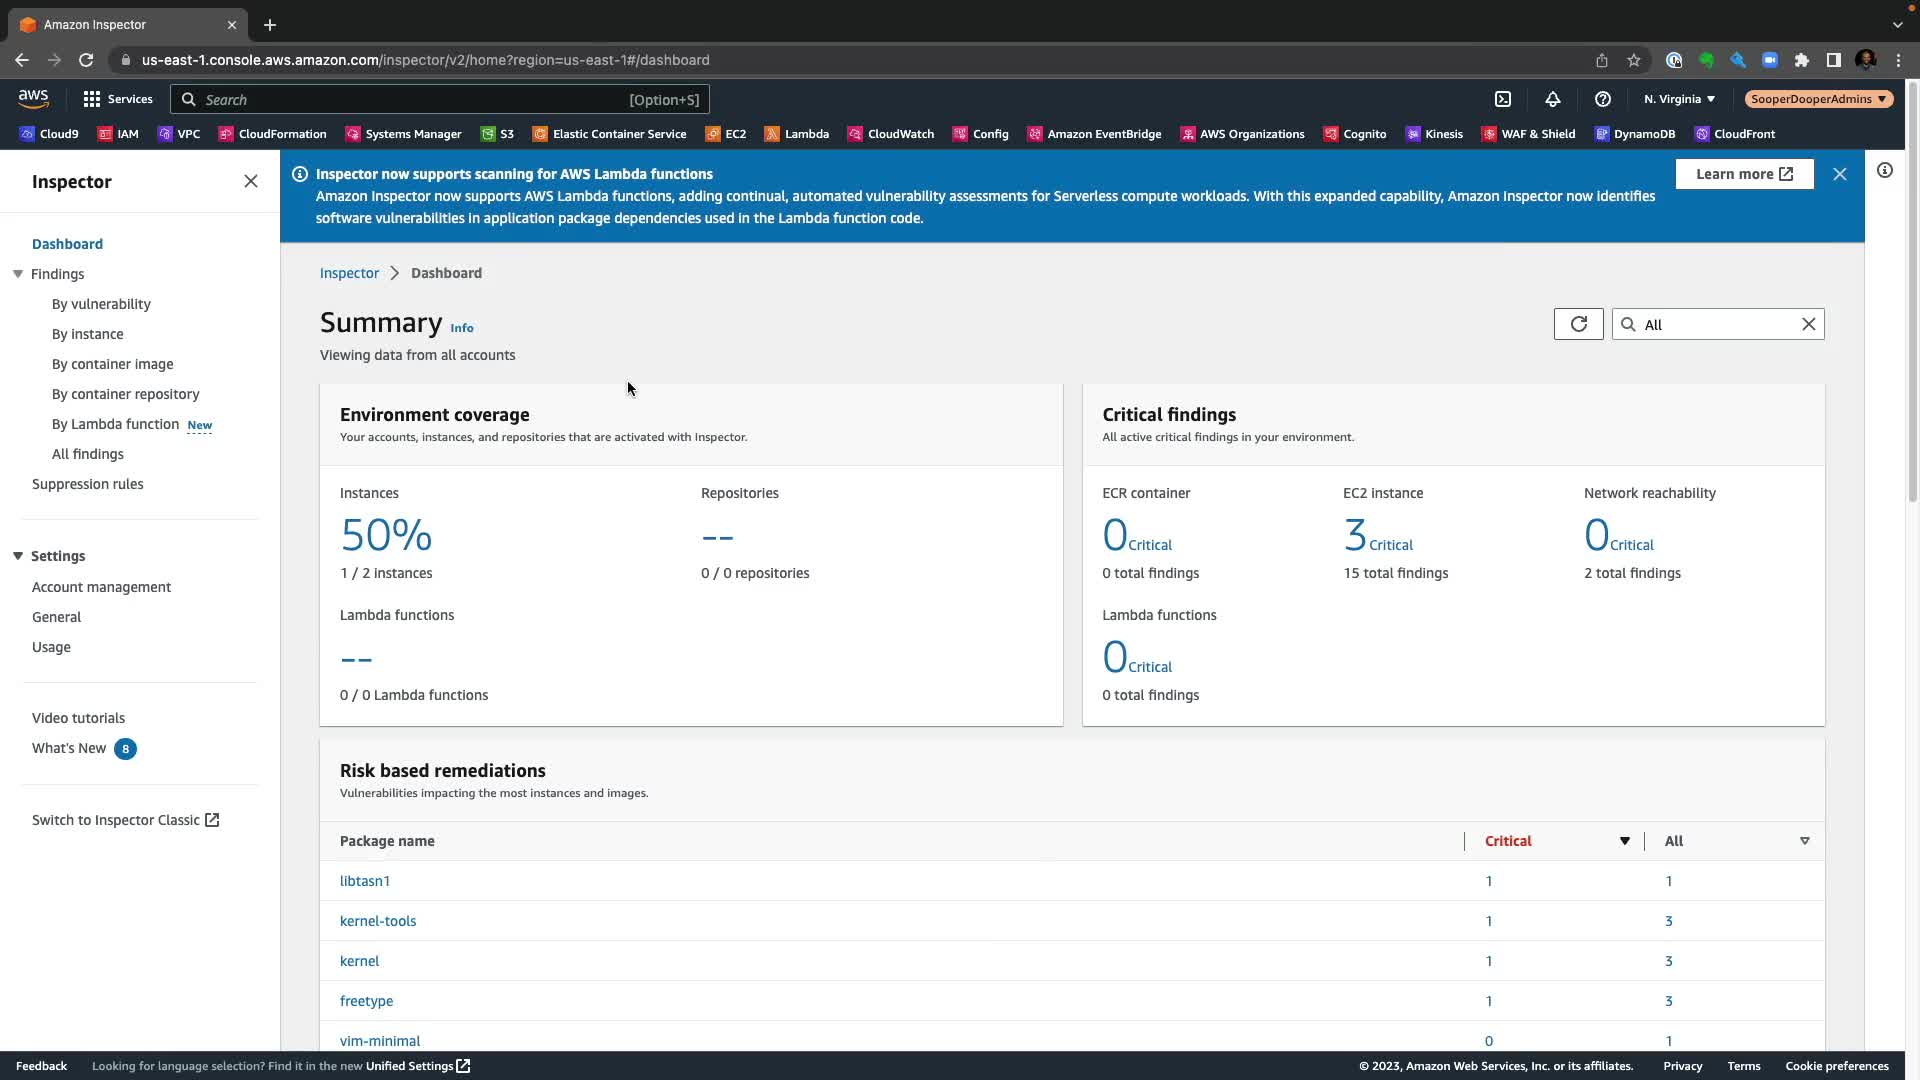 Amazon Inspector
us-east-1.console.aws.amazon.com/inspector/v2/home?region=us-east-1#/dashboard
aws
Services
Search
[Option+S]
N. Virginia
SooperDooperAdmins
Cloud9
IAM
VPC
CloudFormation
Systems Manager
S3
Elastic Container Service
EC2
Lambda
CloudWatch
Config
Amazon EventBridge
AWS Organizations
Cognito
Kinesis
WAF & Shield
DynamoDB
CloudFront
Inspector
Dashboard
Findings
By vulnerability
By instance
By container image
By container repository
By Lambda function New
All findings
Suppression rules
Settings
Account management
General
Usage
Video tutorials
What's New 8
Switch to Inspector Classic
Inspector now supports scanning for AWS Lambda functions
Amazon Inspector now supports AWS Lambda functions, adding continual, automated vulnerability assessments for Serverless compute workloads. With this expanded capability, Amazon Inspector now identifies
software vulnerabilities in application package dependencies used in the Lambda function code.
Learn more
Inspector > Dashboard
Summary Info
Viewing data from all accounts
All
Environment coverage
Your accounts, instances, and repositories that are activated with Inspector.
Instances
50%
1 / 2 instances
Repositories
--
0 / 0 repositories
Lambda functions
--
0 / 0 Lambda functions
Critical findings
All active critical findings in your environment.
ECR container
0 Critical
0 total findings
EC2 instance
3 Critical
15 total findings
Network reachability
0 Critical
2 total findings
Lambda functions
0 Critical
0 total findings
Risk based remediations
Vulnerabilities impacting the most instances and images.
Package name Critical All
libtasn1 1 1
kernel-tools 1 3
kernel 1 3
freetype 1 3
vim-minimal 0 1
Feedback
Looking for language selection? Find it in the new Unified Settings
© 2023, Amazon Web Services, Inc. or its affiliates.
Privacy
Terms
Cookie preferences